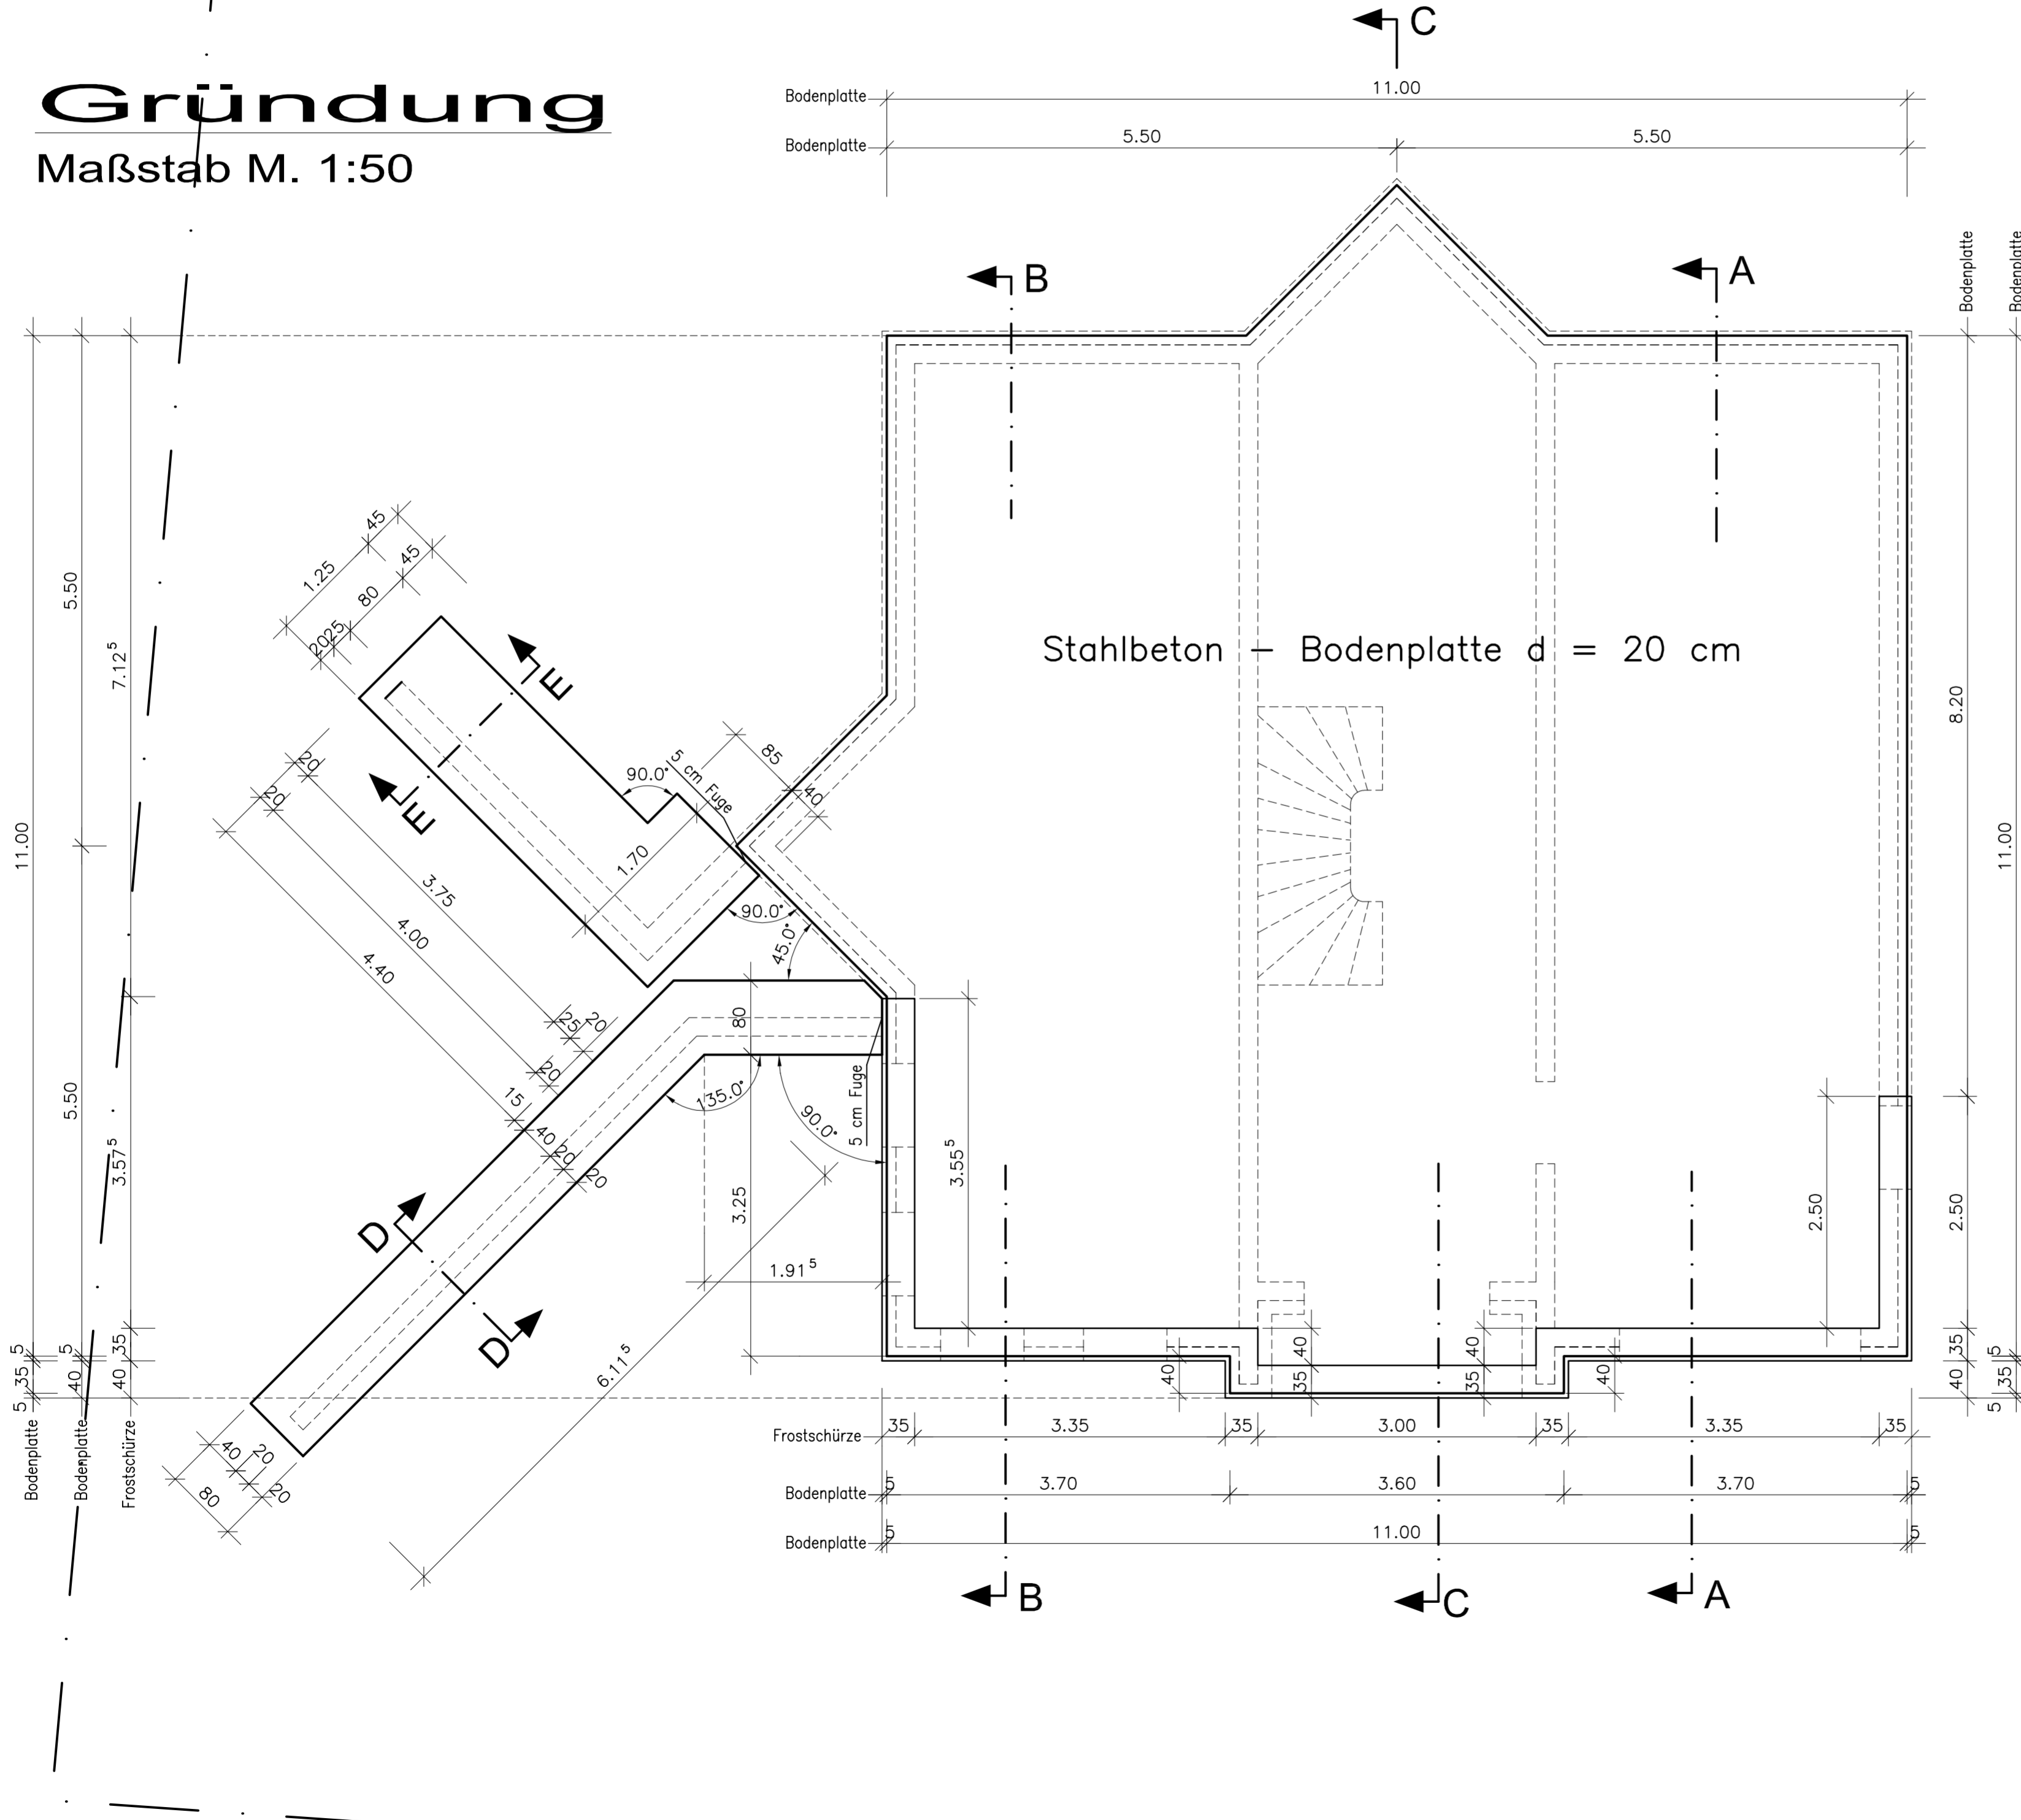 Gründung
Maßstab M. 1:50
C
Bodenplatte 11.00
Bodenplatte 5.50 5.50
B
A
Bodenplatte
Bodenplatte
Stahlbeton – Bodenplatte d = 20 cm
8.20
11.00
2.50
2.50
35
40
5
35
5
11.00
5.50
5.50
7.12⁵
3.57⁵
5
35
5
5
40
35
40
Bodenplatte
Bodenplatte
Frostschürze
45
1.25
45
80
20 25
E
E
90.0°
5 cm Fuge
85
40
1.70
90.0°
45.0°
20
20
3.75
4.00
4.40
25
20
20
15
40
20
20
80
135.0°
90.0°
5 cm Fuge
3.55⁵
3.25
1.91⁵
6.11⁵
D
D
40
20
20
80
40
40
35
40
35
40
Frostschürze 35 3.35 35 3.00 35 3.35 35
Bodenplatte 5 3.70 3.60 3.70 5
Bodenplatte 5 11.00 5
B
C
A